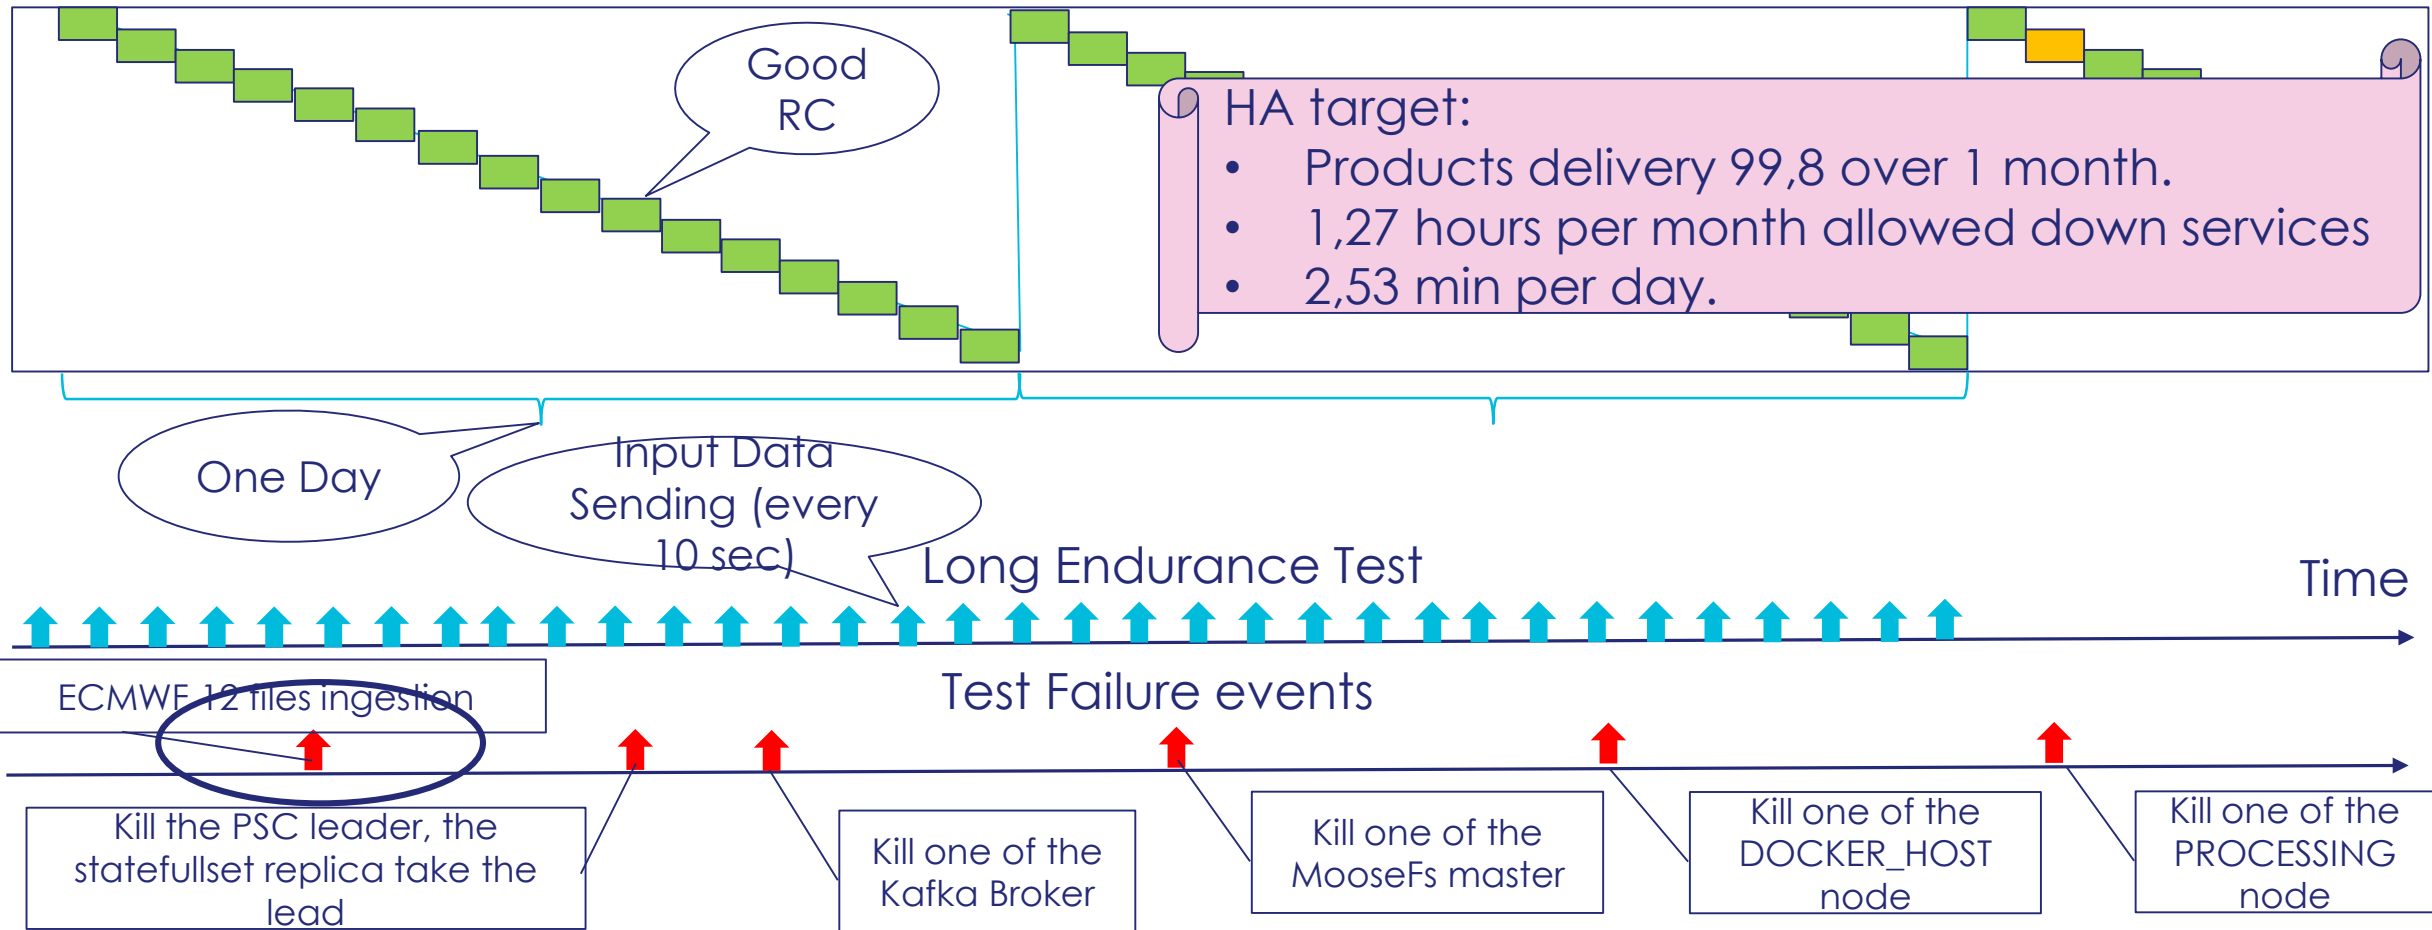 Good
RC
HA target:
• Products delivery 99,8 over 1 month.
• 1,27 hours per month allowed down services
• 2,53 min per day.
One Day
Input Data
Sending (every
10 sec)
Long Endurance Test
Time
ECMWF 12 files ingestion
Test Failure events
Kill the PSC leader, the
statefullset replica take the
lead
Kill one of the
Kafka Broker
Kill one of the
MooseFs master
Kill one of the
DOCKER_HOST
node
Kill one of the
PROCESSING
node